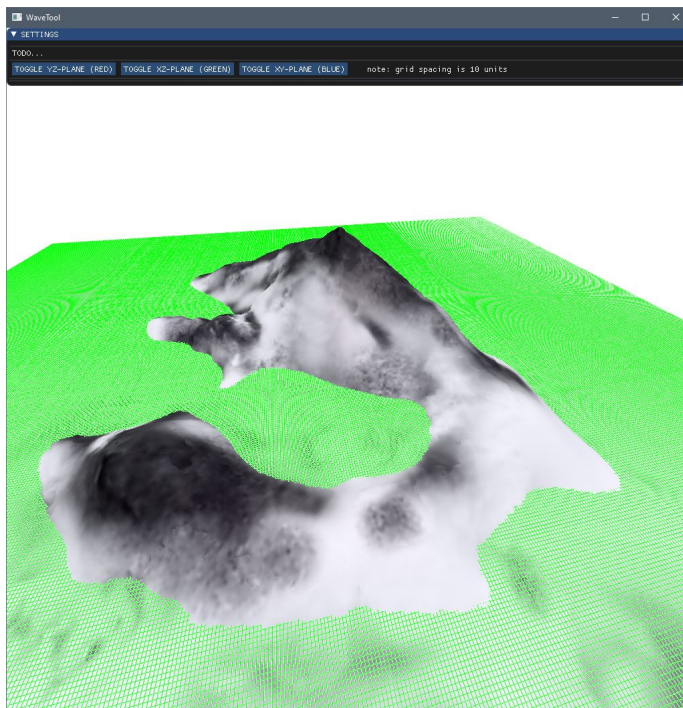 WaveTool
▼ SETTINGS
TODO...
TOGGLE YZ-PLANE (RED) TOGGLE XZ-PLANE (GREEN) TOGGLE XY-PLANE (BLUE) note: grid spacing is 10 units